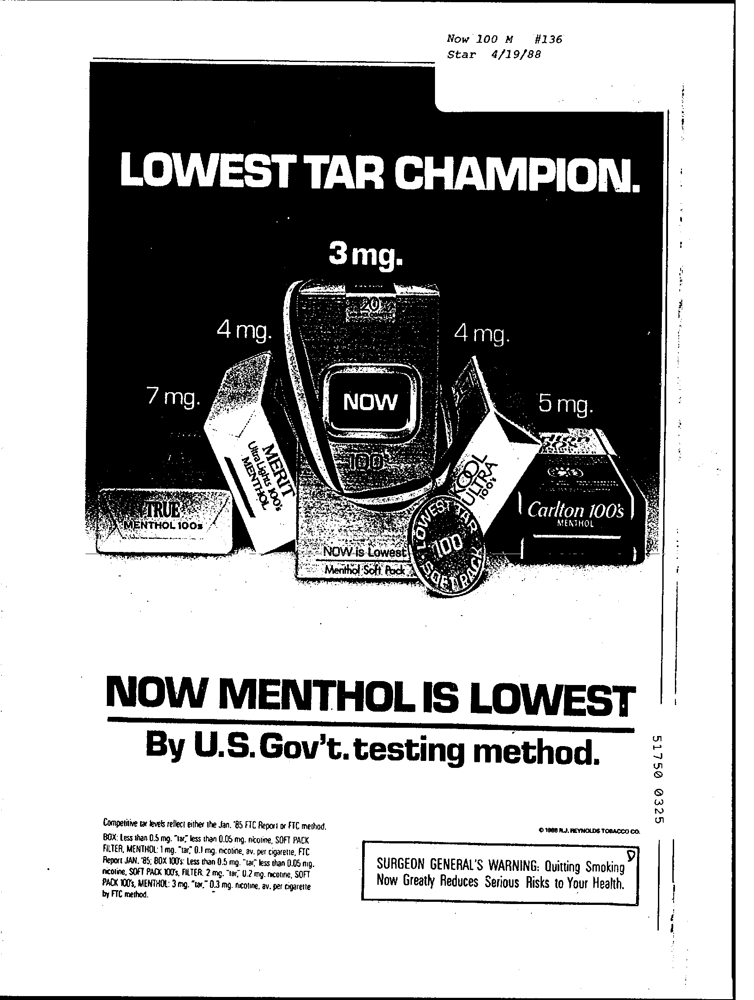 Now 100 M #136
Star 4/19/88
LOWEST TAR CHAMPION.
3 mg.
4 mg.
4 mg.
7 mg.
5 mg.
20
NOW
100's
MERIT
Ultra Lights 100's
MENTHOL
KOOL
ULTRA
100's
TRUE
MENTHOL 100s
Carlton 100's
MENTHOL
NOW is Lowest
Menthol Soft Pack
LOWEST TAR
100
SOFT PACK
NOW MENTHOL IS LOWEST
By U.S. Gov't. testing method.
Competitive tar levels reflect either the Jan. '85 FTC Report or FTC method.
BOX: Less than 0.5 mg. "tar," less than 0.05 mg. nicotine, SOFT PACK
FILTER, MENTHOL: 1 mg. "tar," 0.1 mg. nicotine, av. per cigarette, FTC
Report JAN. '85; BOX 100's: Less than 0.5 mg. "tar," less than 0.05 mg.
nicotine, SOFT PACK 100's, FILTER: 2 mg. "tar," 0.2 mg. nicotine, SOFT
PACK 100's, MENTHOL: 3 mg. "tar," 0.3 mg. nicotine, av. per cigarette
by FTC method.
© 1988 R.J. REYNOLDS TOBACCO CO.
SURGEON GENERAL'S WARNING: Quitting Smoking
Now Greatly Reduces Serious Risks to Your Health.
51750 0325